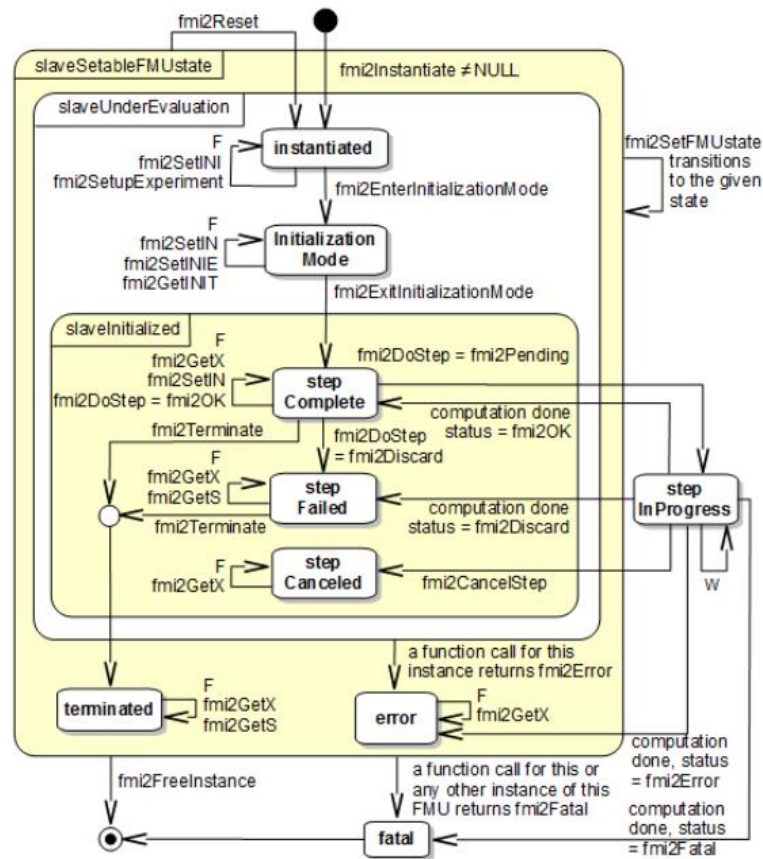 fmi2Reset
slaveSetableFMUstate
fmi2Instantiate ≠ NULL
slaveUnderEvaluation
F
fmi2SetINI
fmi2SetupExperiment
instantiated
fmi2SetFMUstate
transitions
to the given
state
fmi2EnterInitializationMode
F
fmi2SetIN
fmi2SetINIE
fmi2GetINIT
Initialization
Mode
fmi2ExitInitializationMode
slaveInitialized
F
fmi2GetX
fmi2SetIN
fmi2DoStep = fmi2OK
step
Complete
fmi2DoStep = fmi2Pending
computation done
status = fmi2OK
fmi2Terminate
fmi2DoStep
= fmi2Discard
F
fmi2GetX
fmi2GetS
step
Failed
fmi2Terminate
computation done
status = fmi2Discard
step
InProgress
W
F
fmi2GetX
step
Canceled
fmi2CancelStep
a function call for this
instance returns fmi2Error
terminated
F
fmi2GetX
fmi2GetS
error
F
fmi2GetX
computation
done, status
= fmi2Error
fmi2FreeInstance
a function call for this or
any other instance of this
FMU returns fmi2Fatal
fatal
computation
done, status
= fmi2Fatal